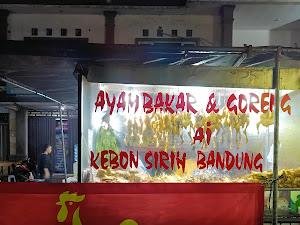 AYAM BAKAR & GORENG
Ai
KEBON SIRIH BANDUNG